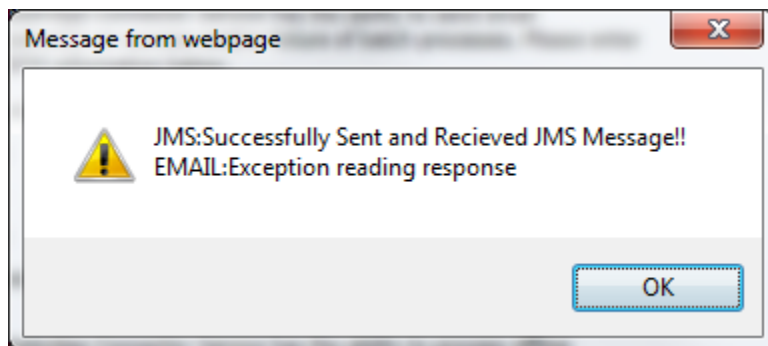 Message from webpage
JMS:Successfully Sent and Recieved JMS Message!!
EMAIL:Exception reading response
OK